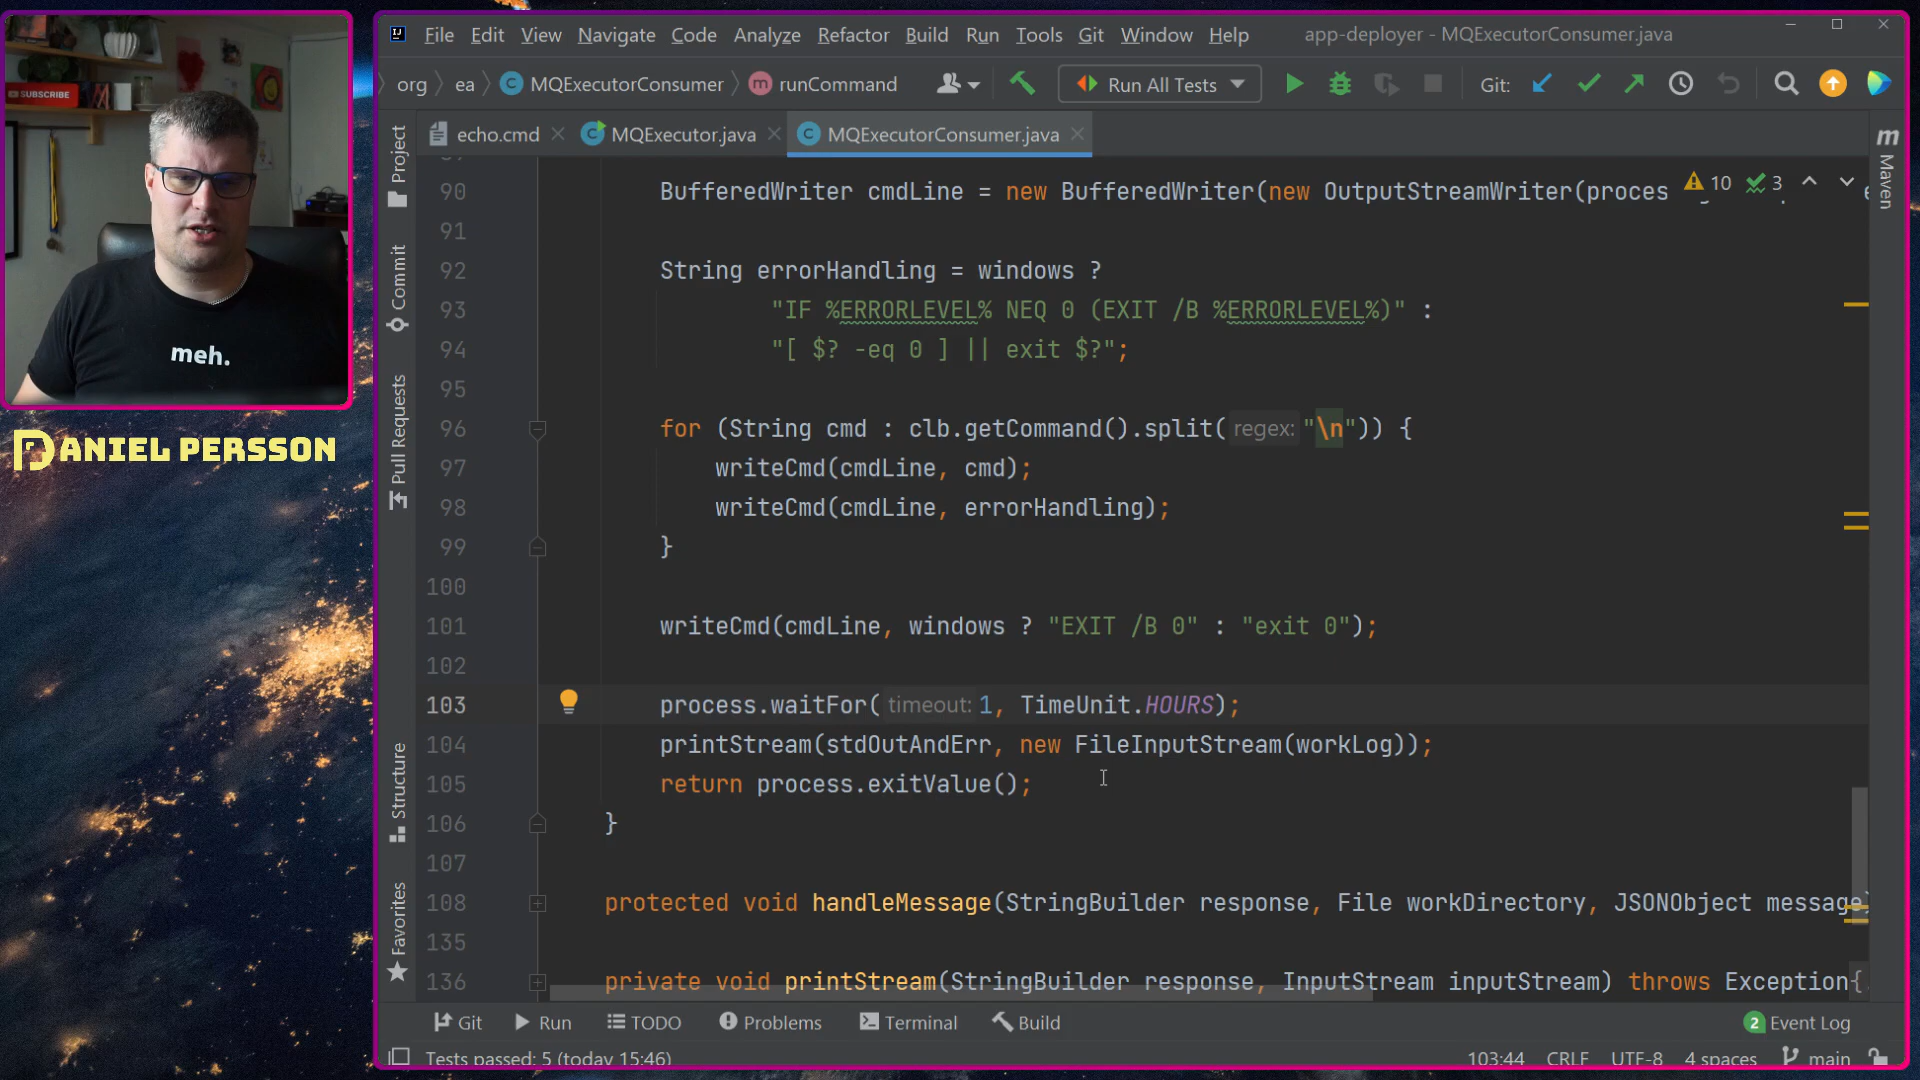 SUBSCRIBE
meh.
DANIEL PERSSON
File Edit View Navigate Code Analyze Refactor Build Run Tools Git Window Help app-deployer - MQExecutorConsumer.java
org ea MQExecutorConsumer runCommand Run All Tests Git:
echo.cmd MQExecutor.java MQExecutorConsumer.java
Project
Commit
Pull Requests
Structure
Favorites
Maven
10 3
90 BufferedWriter cmdLine = new BufferedWriter(new OutputStreamWriter(proces
91
92 String errorHandling = windows ?
93 "IF %ERRORLEVEL% NEQ 0 (EXIT /B %ERRORLEVEL%)" :
94 "[ $? -eq 0 ] || exit $?";
95
96 for (String cmd : clb.getCommand().split( regex: "\n")) {
97 writeCmd(cmdLine, cmd);
98 writeCmd(cmdLine, errorHandling);
99 }
100
101 writeCmd(cmdLine, windows ? "EXIT /B 0" : "exit 0");
102
103 process.waitFor( timeout: 1, TimeUnit.HOURS);
104 printStream(stdOutAndErr, new FileInputStream(workLog));
105 return process.exitValue();
106 }
107
108 protected void handleMessage(StringBuilder response, File workDirectory, JSONObject message)
135
136 private void printStream(StringBuilder response, InputStream inputStream) throws Exception{
Git Run TODO Problems Terminal Build 2 Event Log
Tests passed: 5 (today 15:46) 103:44 CRLF UTF-8 4 spaces main